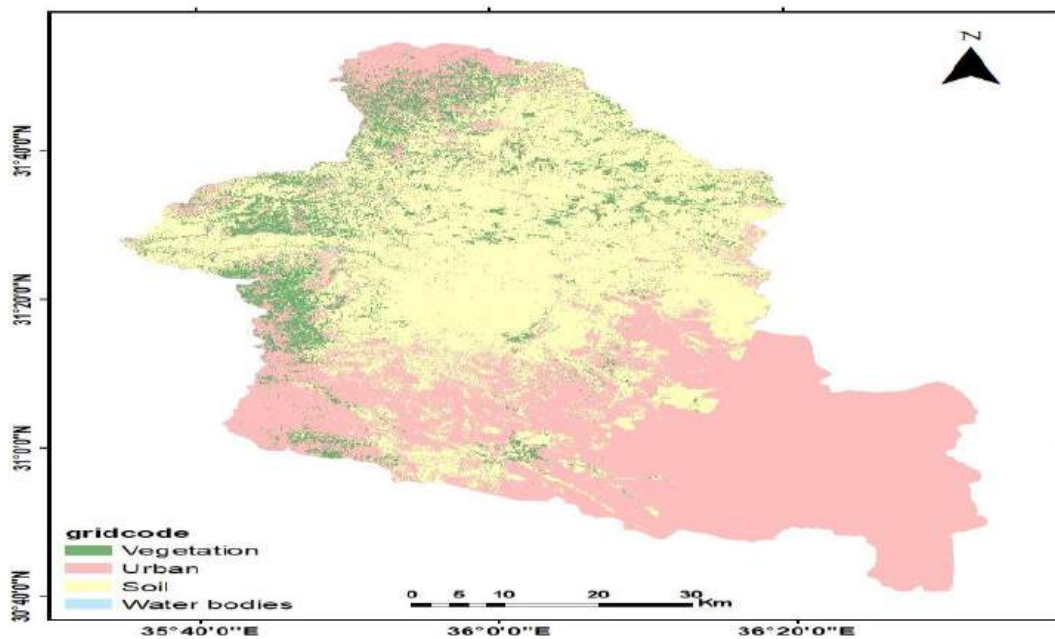 N
31°40'0"N
31°20'0"N
31°0'0"N
30°40'0"N
gridcode
Vegetation
Urban
Soil
Water bodies
0 5 10 20 30
Km
35°40'0"E 36°0'0"E 36°20'0"E